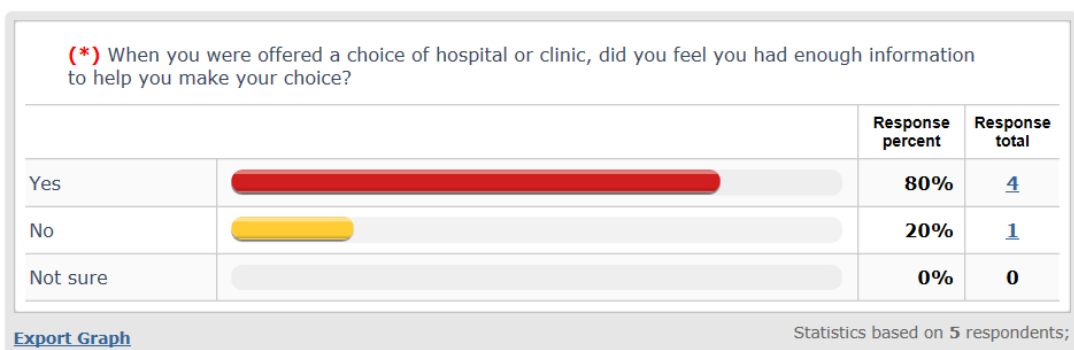 (*) When you were offered a choice of hospital or clinic, did you feel you had enough information
to help you make your choice?
Response percent Response total
Yes 80% 4
No 20% 1
Not sure 0% 0
Export Graph Statistics based on 5 respondents;